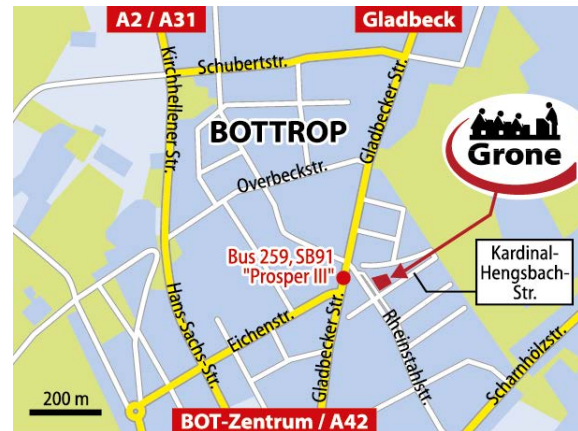 A2 / A31
Gladbeck
Schubertstr.
Kirchhellener Str.
Gladbecker Str.
BOTTROP
Grone
Overbeckstr.
Bus 259, SB91
"Prosper III"
Kardinal-
Hengsbach-
Str.
Hans-Sachs-Str.
Eichenstr.
Gladbecker Str.
Rheinstahlstr.
Scharnhölzstr.
200 m
BOT-Zentrum / A42